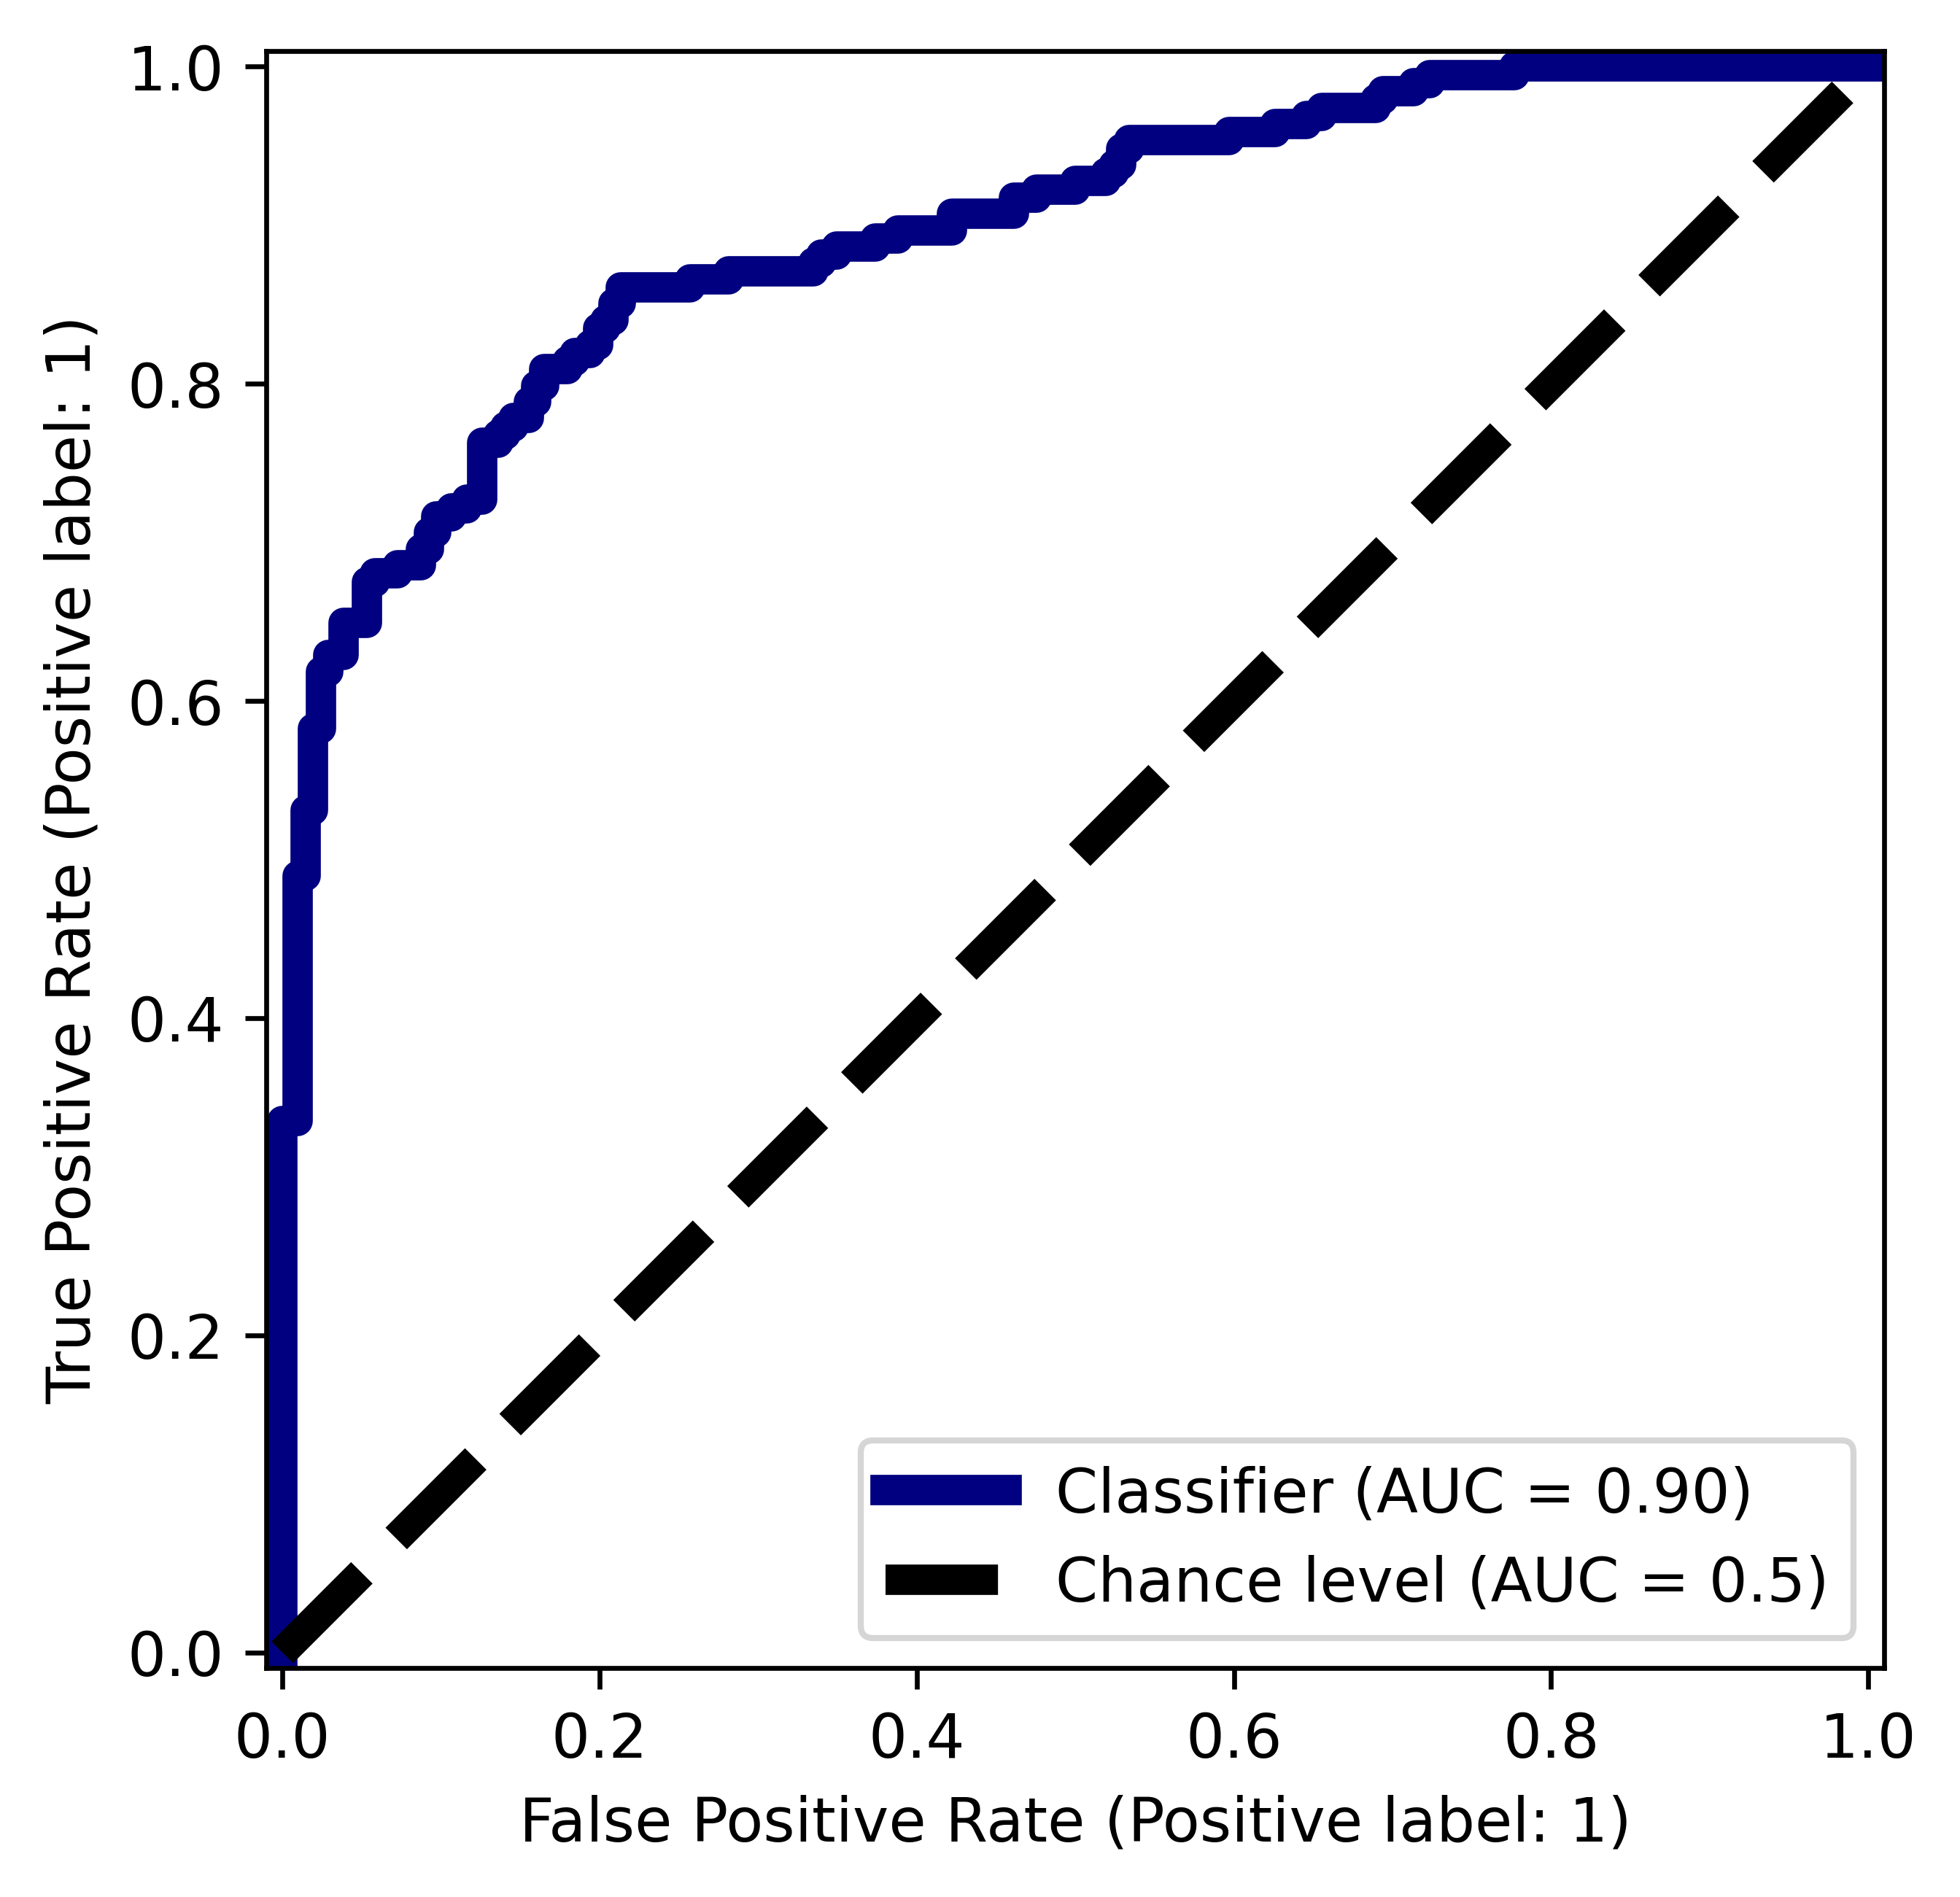 1.0
0.8
0.6
0.4
0.2
0.0
True Positive Rate (Positive label: 1)
Classifier (AUC = 0.90)
Chance level (AUC = 0.5)
0.0 0.2 0.4 0.6 0.8 1.0
False Positive Rate (Positive label: 1)